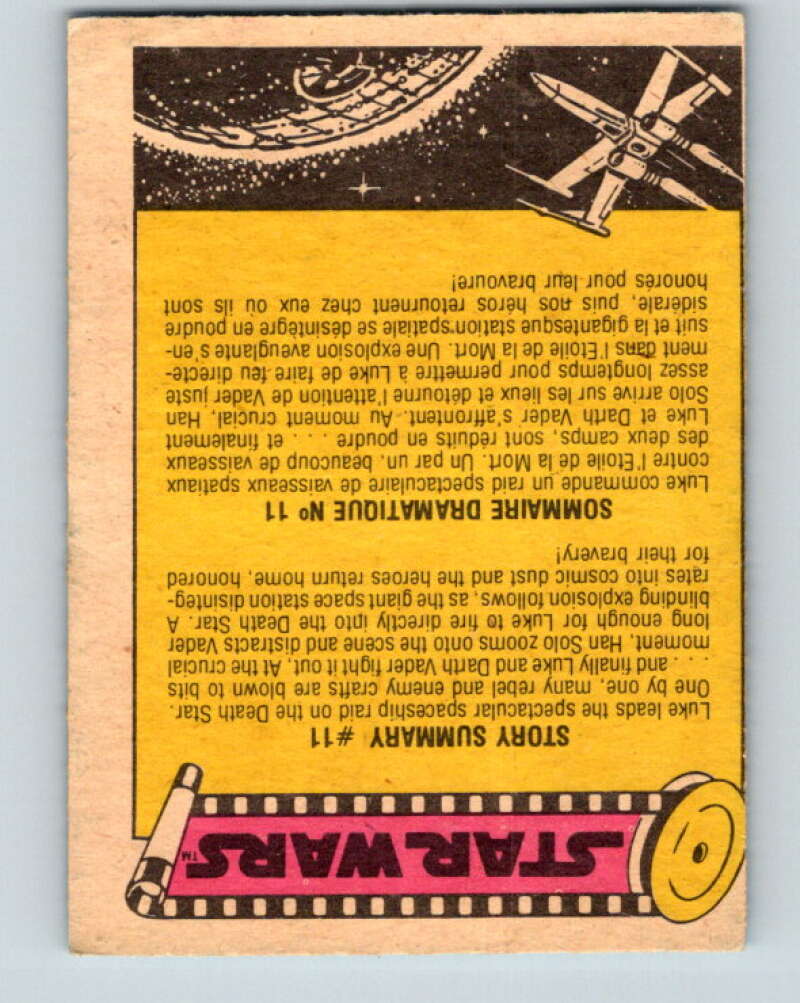 STAR WARS™
STORY SUMMARY #11
Luke leads the spectacular spaceship raid on the Death Star.
One by one, many rebel and enemy crafts are blown to bits
. . . and finally Luke and Darth Vader fight it out. At the crucial
moment, Han Solo zooms onto the scene and distracts Vader
long enough for Luke to fire directly into the Death Star. A
blinding explosion follows, as the giant space station disinteg-
rates into cosmic dust and the heroes return home, honored
for their bravery!
SOMMAIRE DRAMATIQUE No 11
Luke commande un raid spectaculaire de vaisseaux spatiaux
contre l'Etoile de la Mort. Un par un, beaucoup de vaisseaux
des deux camps, sont réduits en poudre . . . et finalement
Luke et Darth Vader s'affrontent. Au moment crucial, Han
Solo arrive sur les lieux et détourne l'attention de Vader juste
assez longtemps pour permettre à Luke de faire feu directe-
ment dans l'Etoile de la Mort. Une explosion aveuglante s'en-
suit et la gigantesque station spatiale se désintègre en poudre
sidérale, puis nos héros retournent chez eux où ils sont
honorés pour leur bravoure!